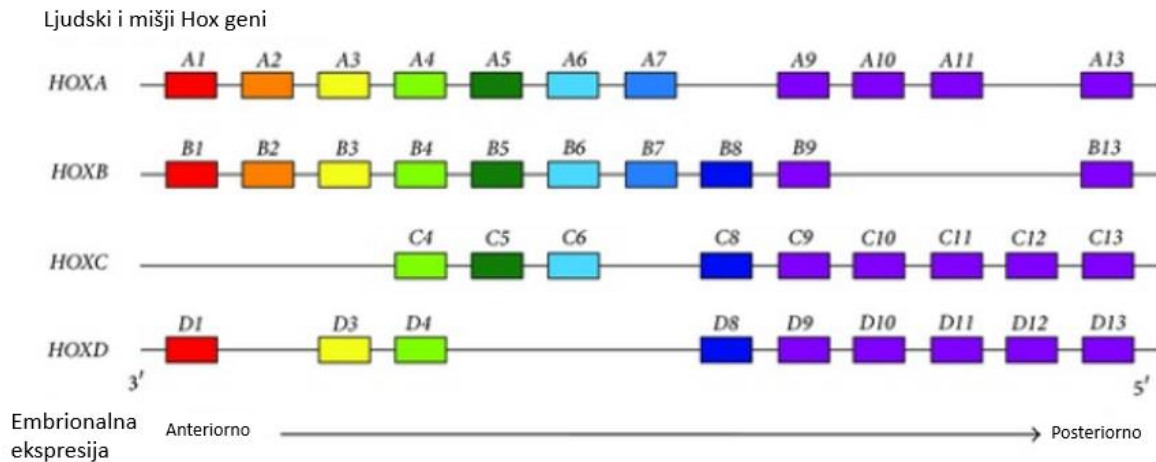 Ljudski i mišji Hox geni
A1 A2 A3 A4 A5 A6 A7 A9 A10 A11 A13
HOXA
B1 B2 B3 B4 B5 B6 B7 B8 B9 B13
HOXB
C4 C5 C6 C8 C9 C10 C11 C12 C13
HOXC
D1 D3 D4 D8 D9 D10 D11 D12 D13
HOXD
3' 5'
Embrionalna
ekspresija
Anteriorno Posteriorno